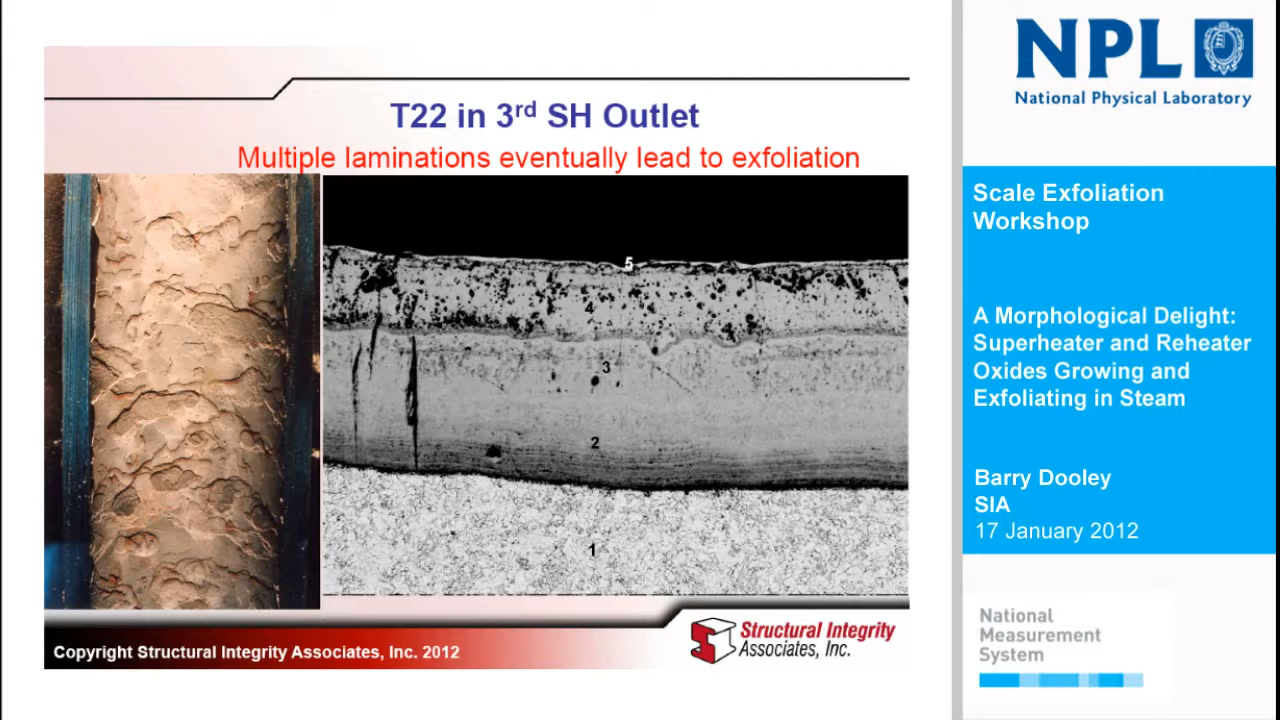 T22 in 3rd SH Outlet
Multiple laminations eventually lead to exfoliation
5
4
3
2
1
Copyright Structural Integrity Associates, Inc. 2012
Structural Integrity
Associates, Inc.
NPL
National Physical Laboratory
Scale Exfoliation
Workshop
A Morphological Delight:
Superheater and Reheater
Oxides Growing and
Exfoliating in Steam
Barry Dooley
SIA
17 January 2012
National
Measurement
System